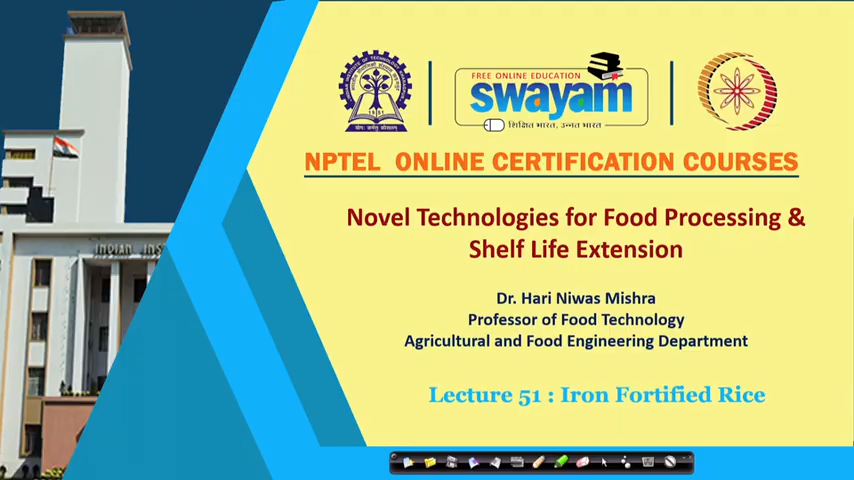 FREE ONLINE EDUCATION
swayam
शिक्षित भारत, उन्नत भारत
NPTEL ONLINE CERTIFICATION COURSES
Novel Technologies for Food Processing &
Shelf Life Extension
Dr. Hari Niwas Mishra
Professor of Food Technology
Agricultural and Food Engineering Department
Lecture 51 : Iron Fortified Rice
INDIAN INS